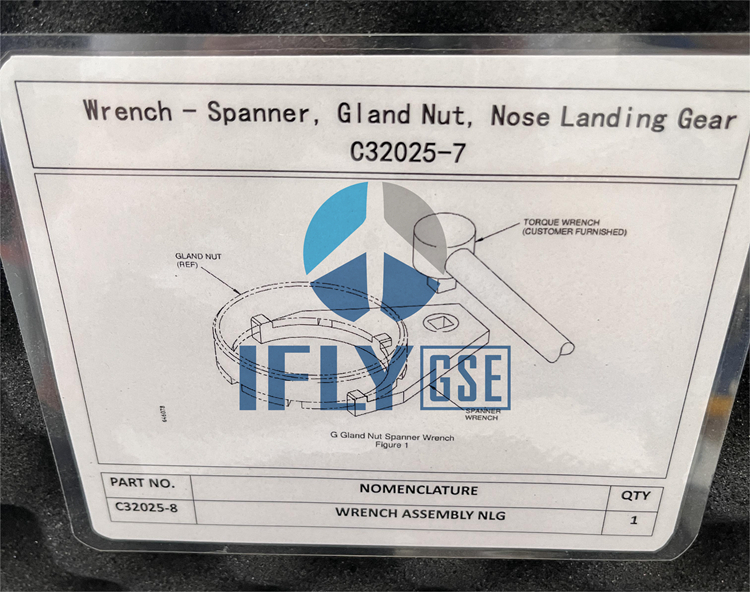 Wrench - Spanner, Gland Nut, Nose Landing Gear
C32025-7
TORQUE WRENCH
(CUSTOMER FURNISHED)
GLAND NUT
(REF)
IFLY GSE
SPANNER
WRENCH
G Gland Nut Spanner Wrench
Figure 1
PART NO. NOMENCLATURE QTY
C32025-8 WRENCH ASSEMBLY NLG 1